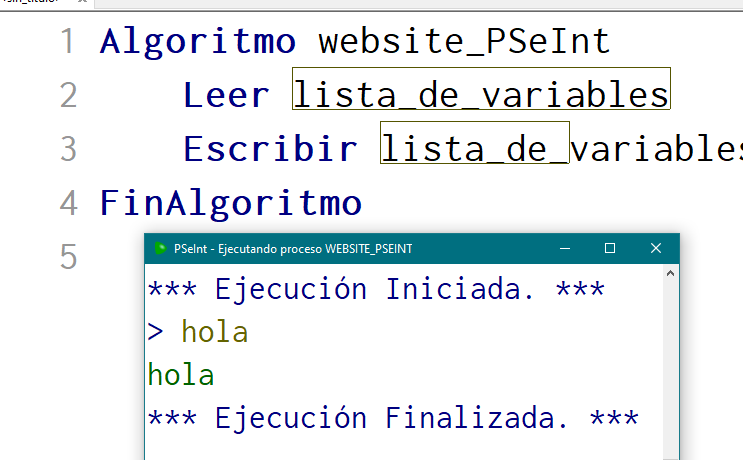 1 Algoritmo website_PSeInt
2 Leer lista_de_variables
3 Escribir lista_de_variables
4 FinAlgoritmo
5
PSeInt - Ejecutando proceso WEBSITE_PSEINT
*** Ejecución Iniciada. ***
> hola
hola
*** Ejecución Finalizada. ***